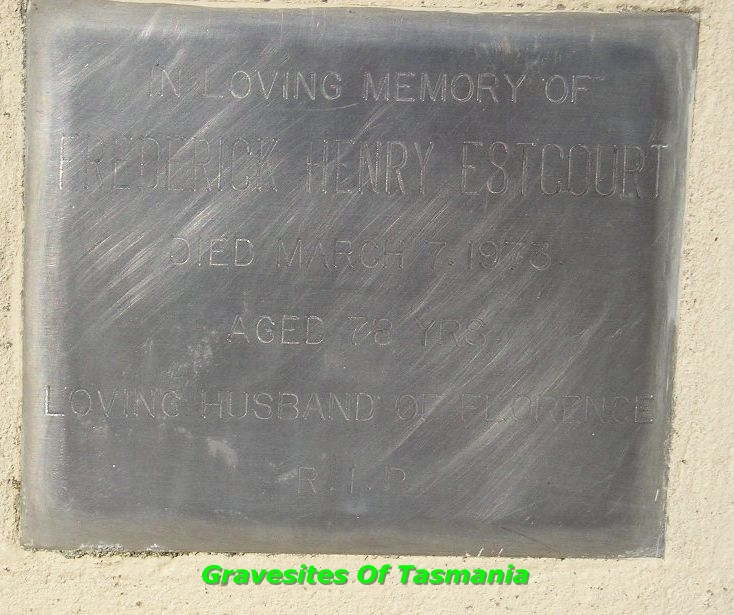 IN LOVING MEMORY OF
FREDERICK HENRY ESTCOURT
DIED MARCH 7. 1973.
AGED 78 YRS.
LOVING HUSBAND OF FLORENCE
R.I.P
Gravesites Of Tasmania